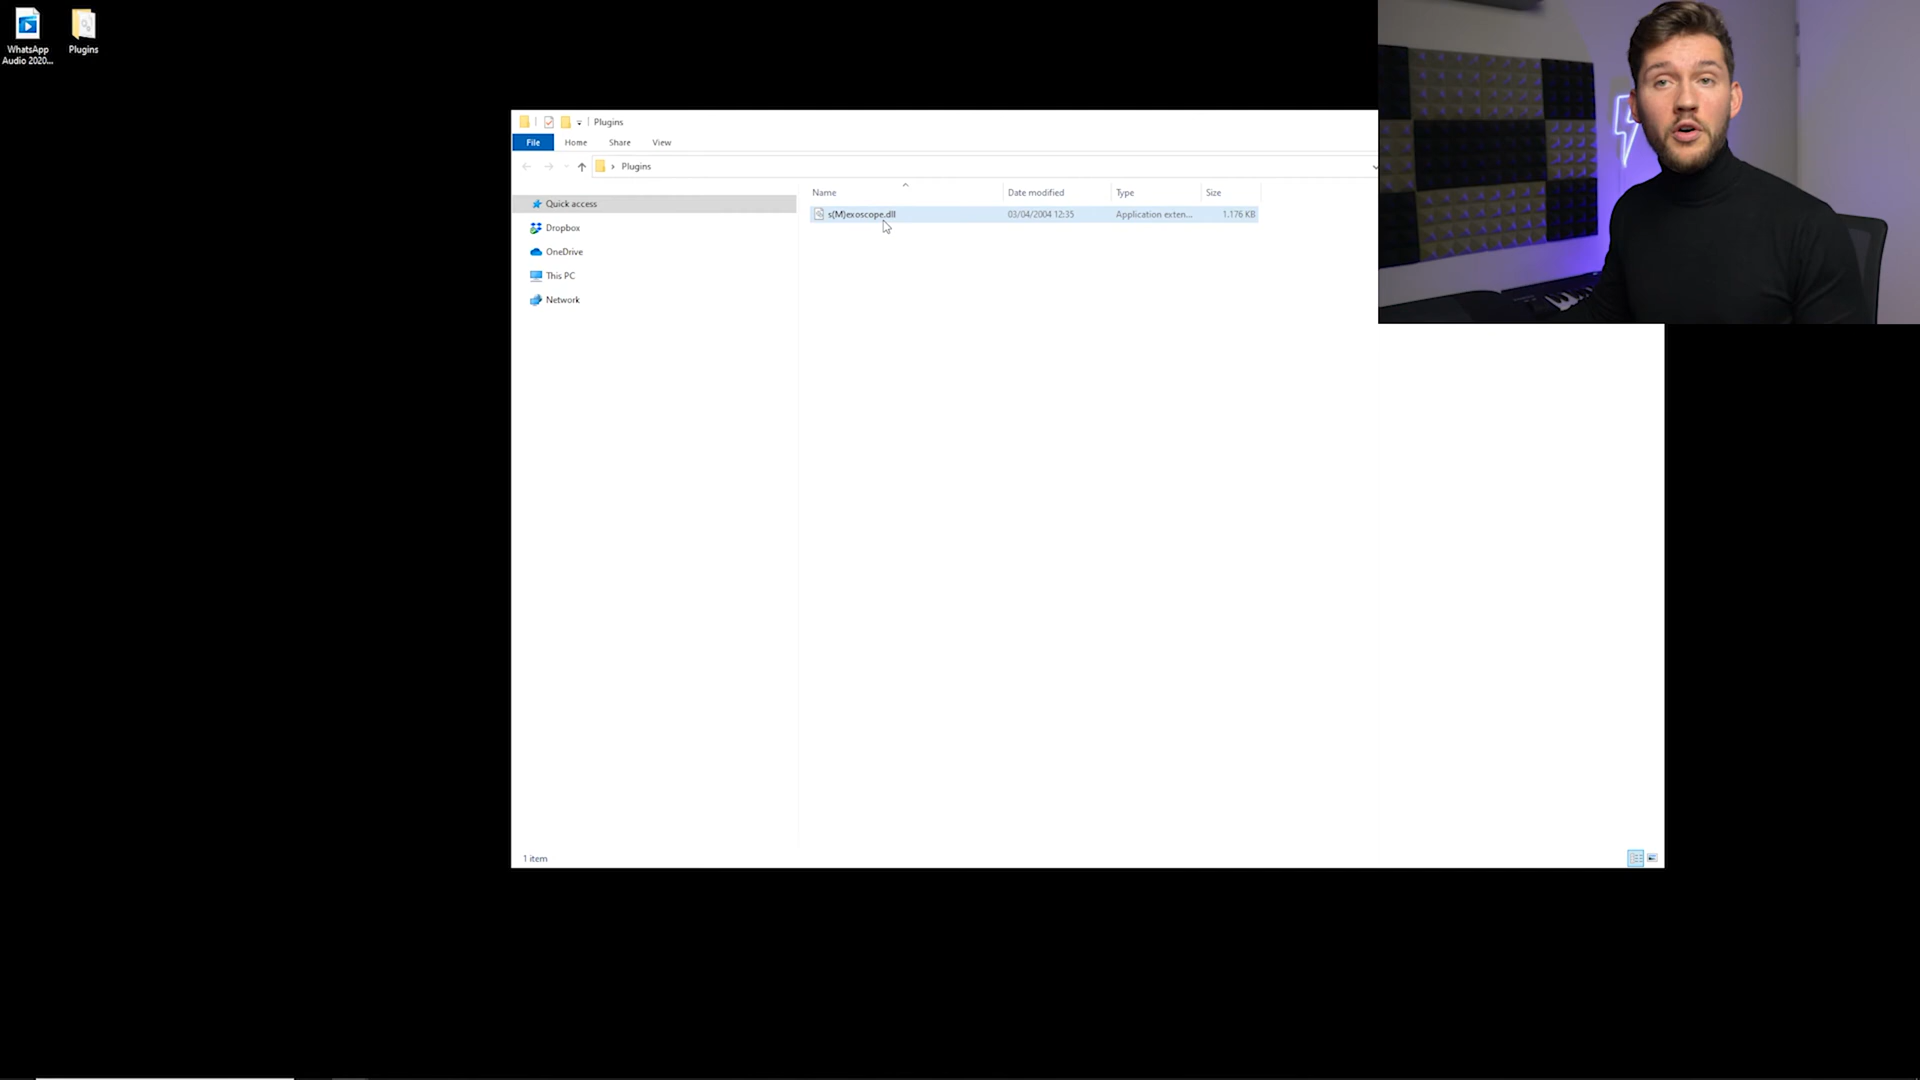 WhatsApp
Audio 2020...
Plugins
Plugins
File Home Share View
Plugins
Name Date modified Type Size
s(M)exoscope.dll 03/04/2004 12:35 Application exten... 1.176 KB
Quick access
Dropbox
OneDrive
This PC
Network
1 item